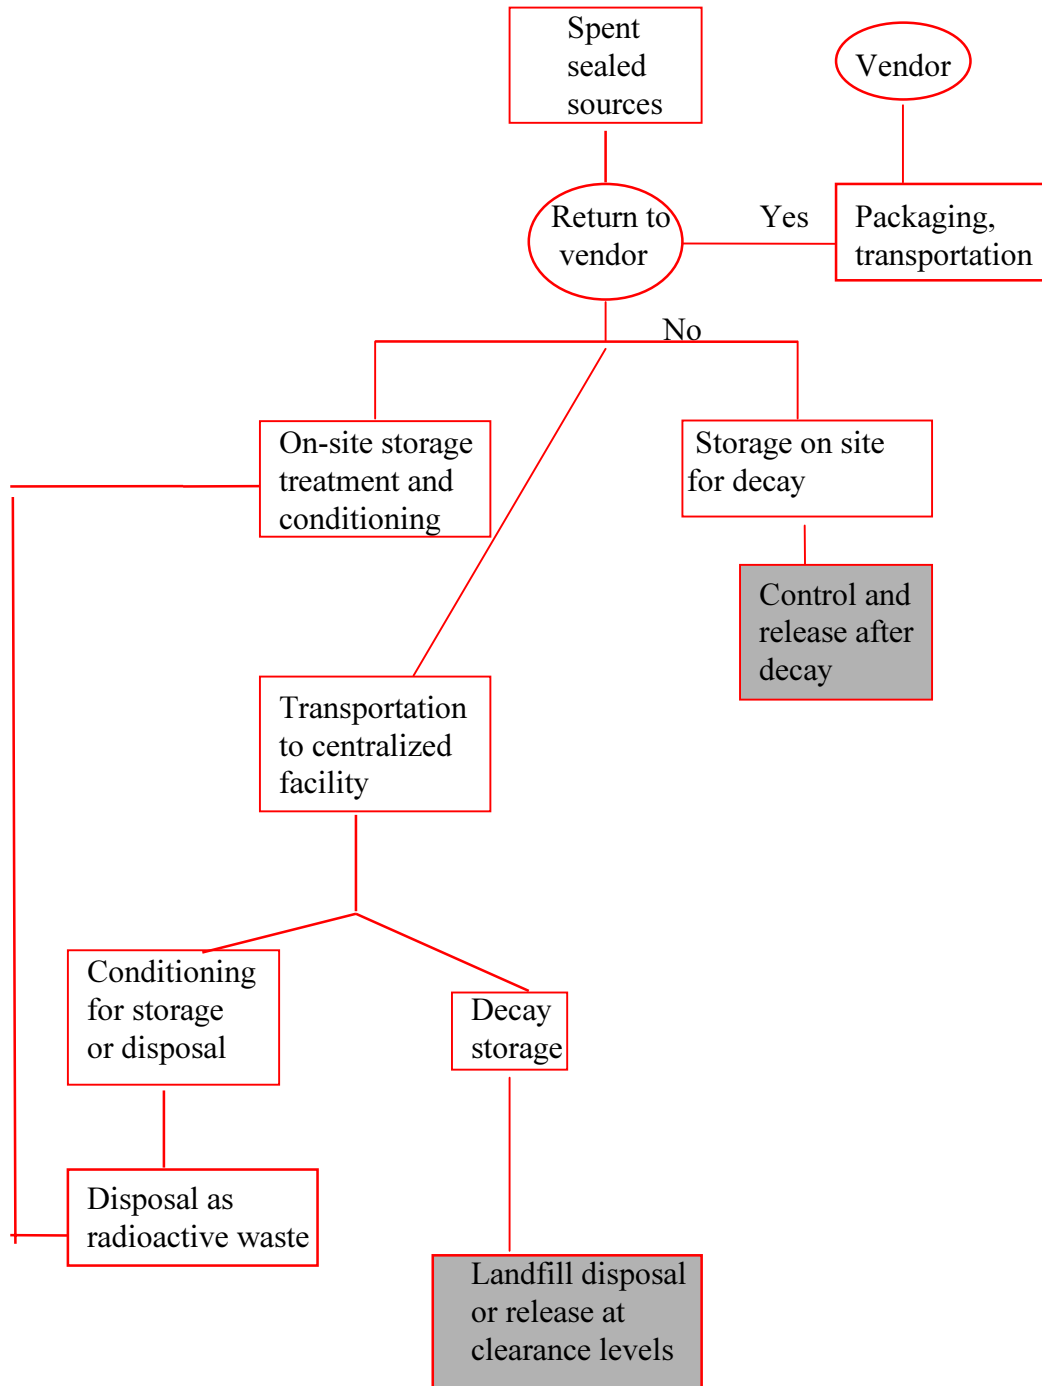 Spent
sealed
sources
Vendor
Return to
vendor
Yes
Packaging,
transportation
No
On-site storage
treatment and
conditioning
Storage on site
for decay
Control and
release after
decay
Transportation
to centralized
facility
Conditioning
for storage
or disposal
Decay
storage
Disposal as
radioactive waste
Landfill disposal
or release at
clearance levels